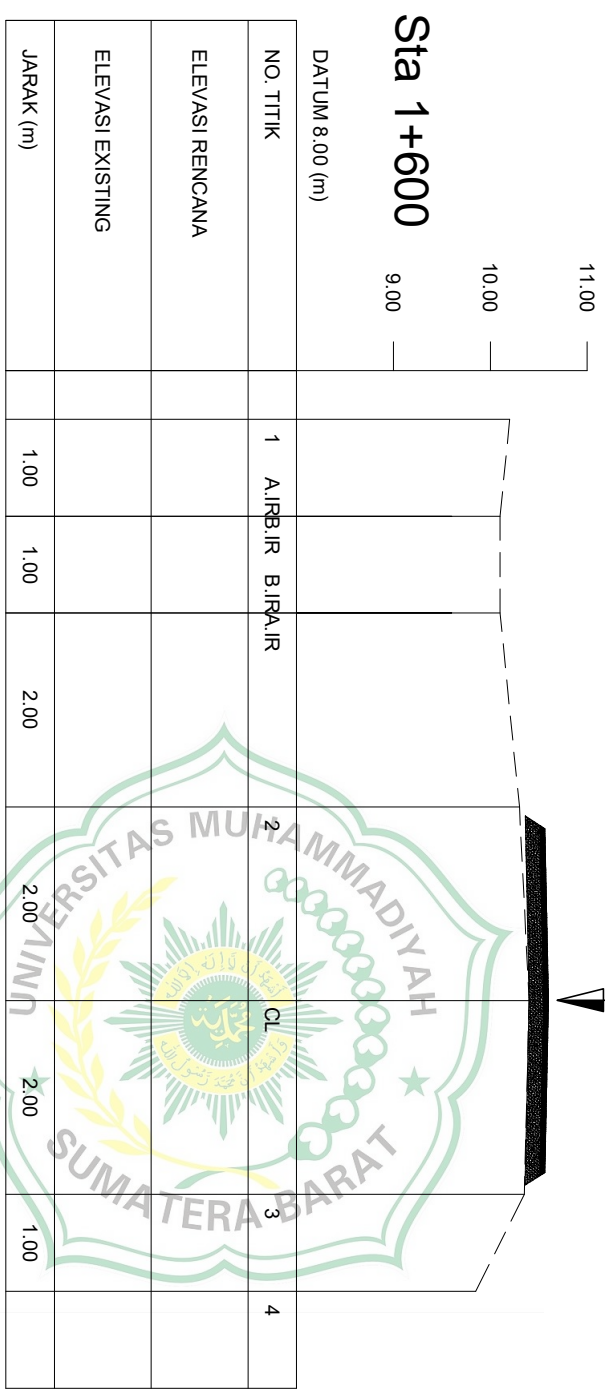 Sta 1+600
11.00
10.00
9.00
DATUM 8.00 (m)
NO. TITIK 1 A.IRB.IR B.IRA.IR 2 CL 3 4
ELEVASI RENCANA
ELEVASI EXISTING
JARAK (m) 1.00 1.00 2.00 2.00 2.00 1.00
UNIVERSITAS MUHAMMADIYAH
SUMATERA BARAT